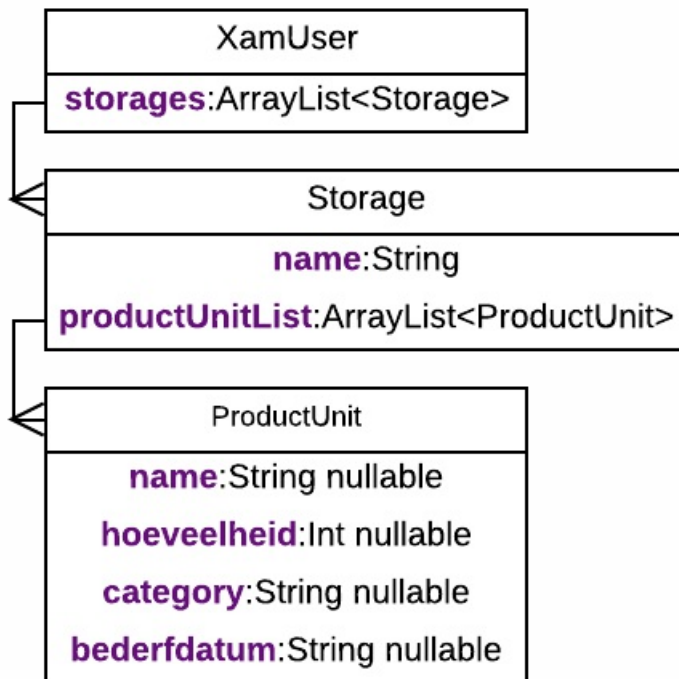 XamUser
storages:ArrayList<Storage>
Storage
name:String
productUnitList:ArrayList<ProductUnit>
ProductUnit
name:String nullable
hoeveelheid:Int nullable
category:String nullable
bederfdatum:String nullable